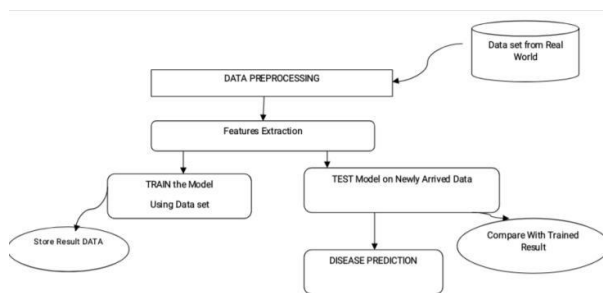 Data set from Real
World
DATA PREPROCESSING
Features Extraction
TRAIN the Model
Using Data set
TEST Model on Newly Arrived Data
Store Result DATA
Compare With Trained
Result
DISEASE PREDICTION